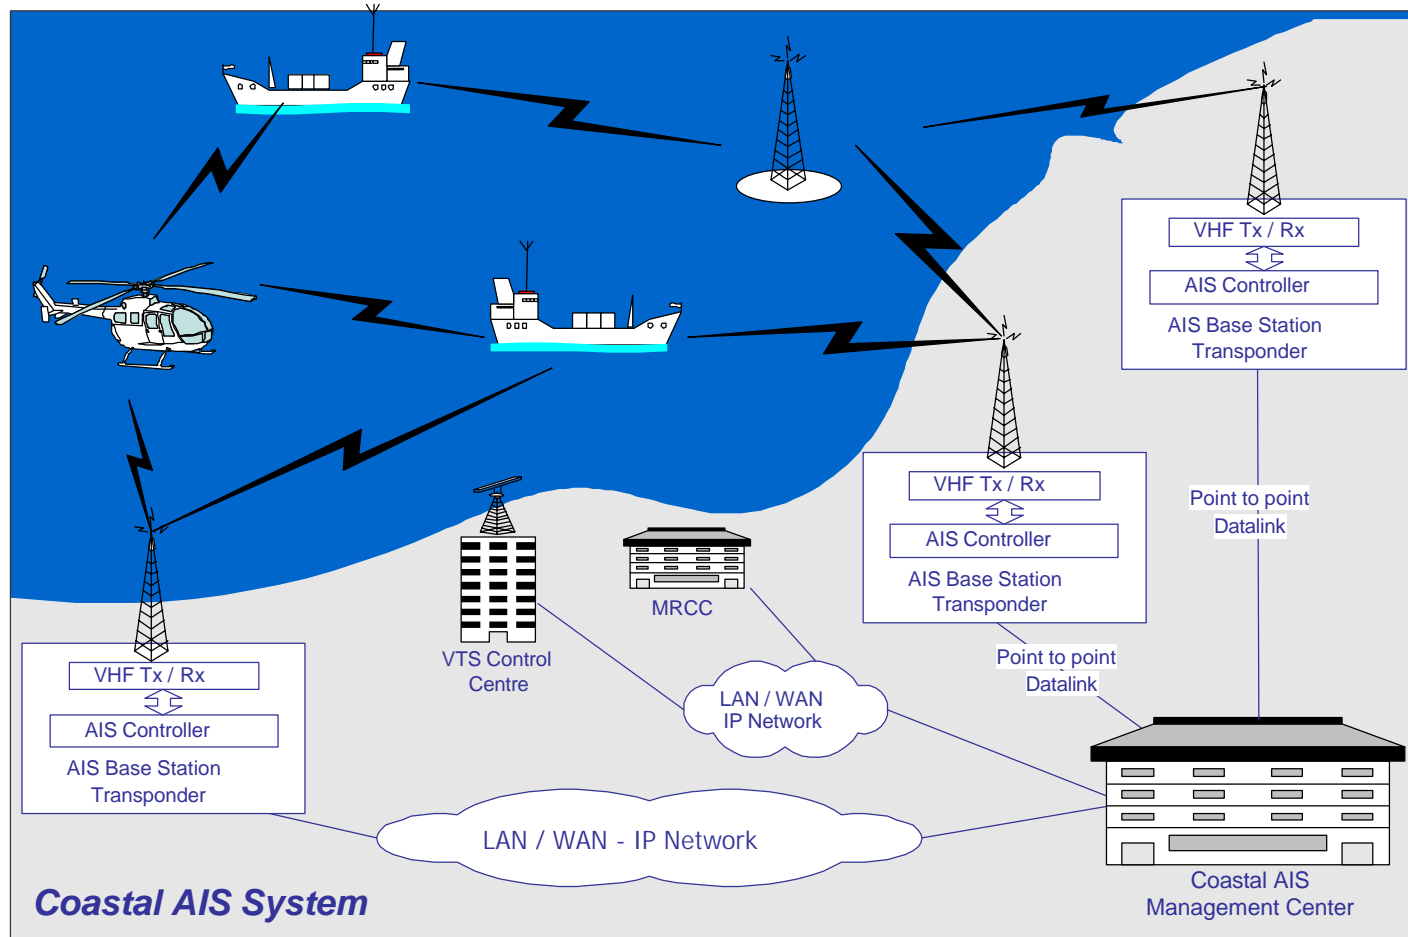 VHF Tx / Rx
AIS Controller
AIS Base Station
Transponder
Point to point
Datalink
VHF Tx / Rx
AIS Controller
AIS Base Station
Transponder
Point to point
Datalink
MRCC
VTS Control
Centre
LAN / WAN
IP Network
VHF Tx / Rx
AIS Controller
AIS Base Station
Transponder
LAN / WAN - IP Network
Coastal AIS
Management Center
Coastal AIS System